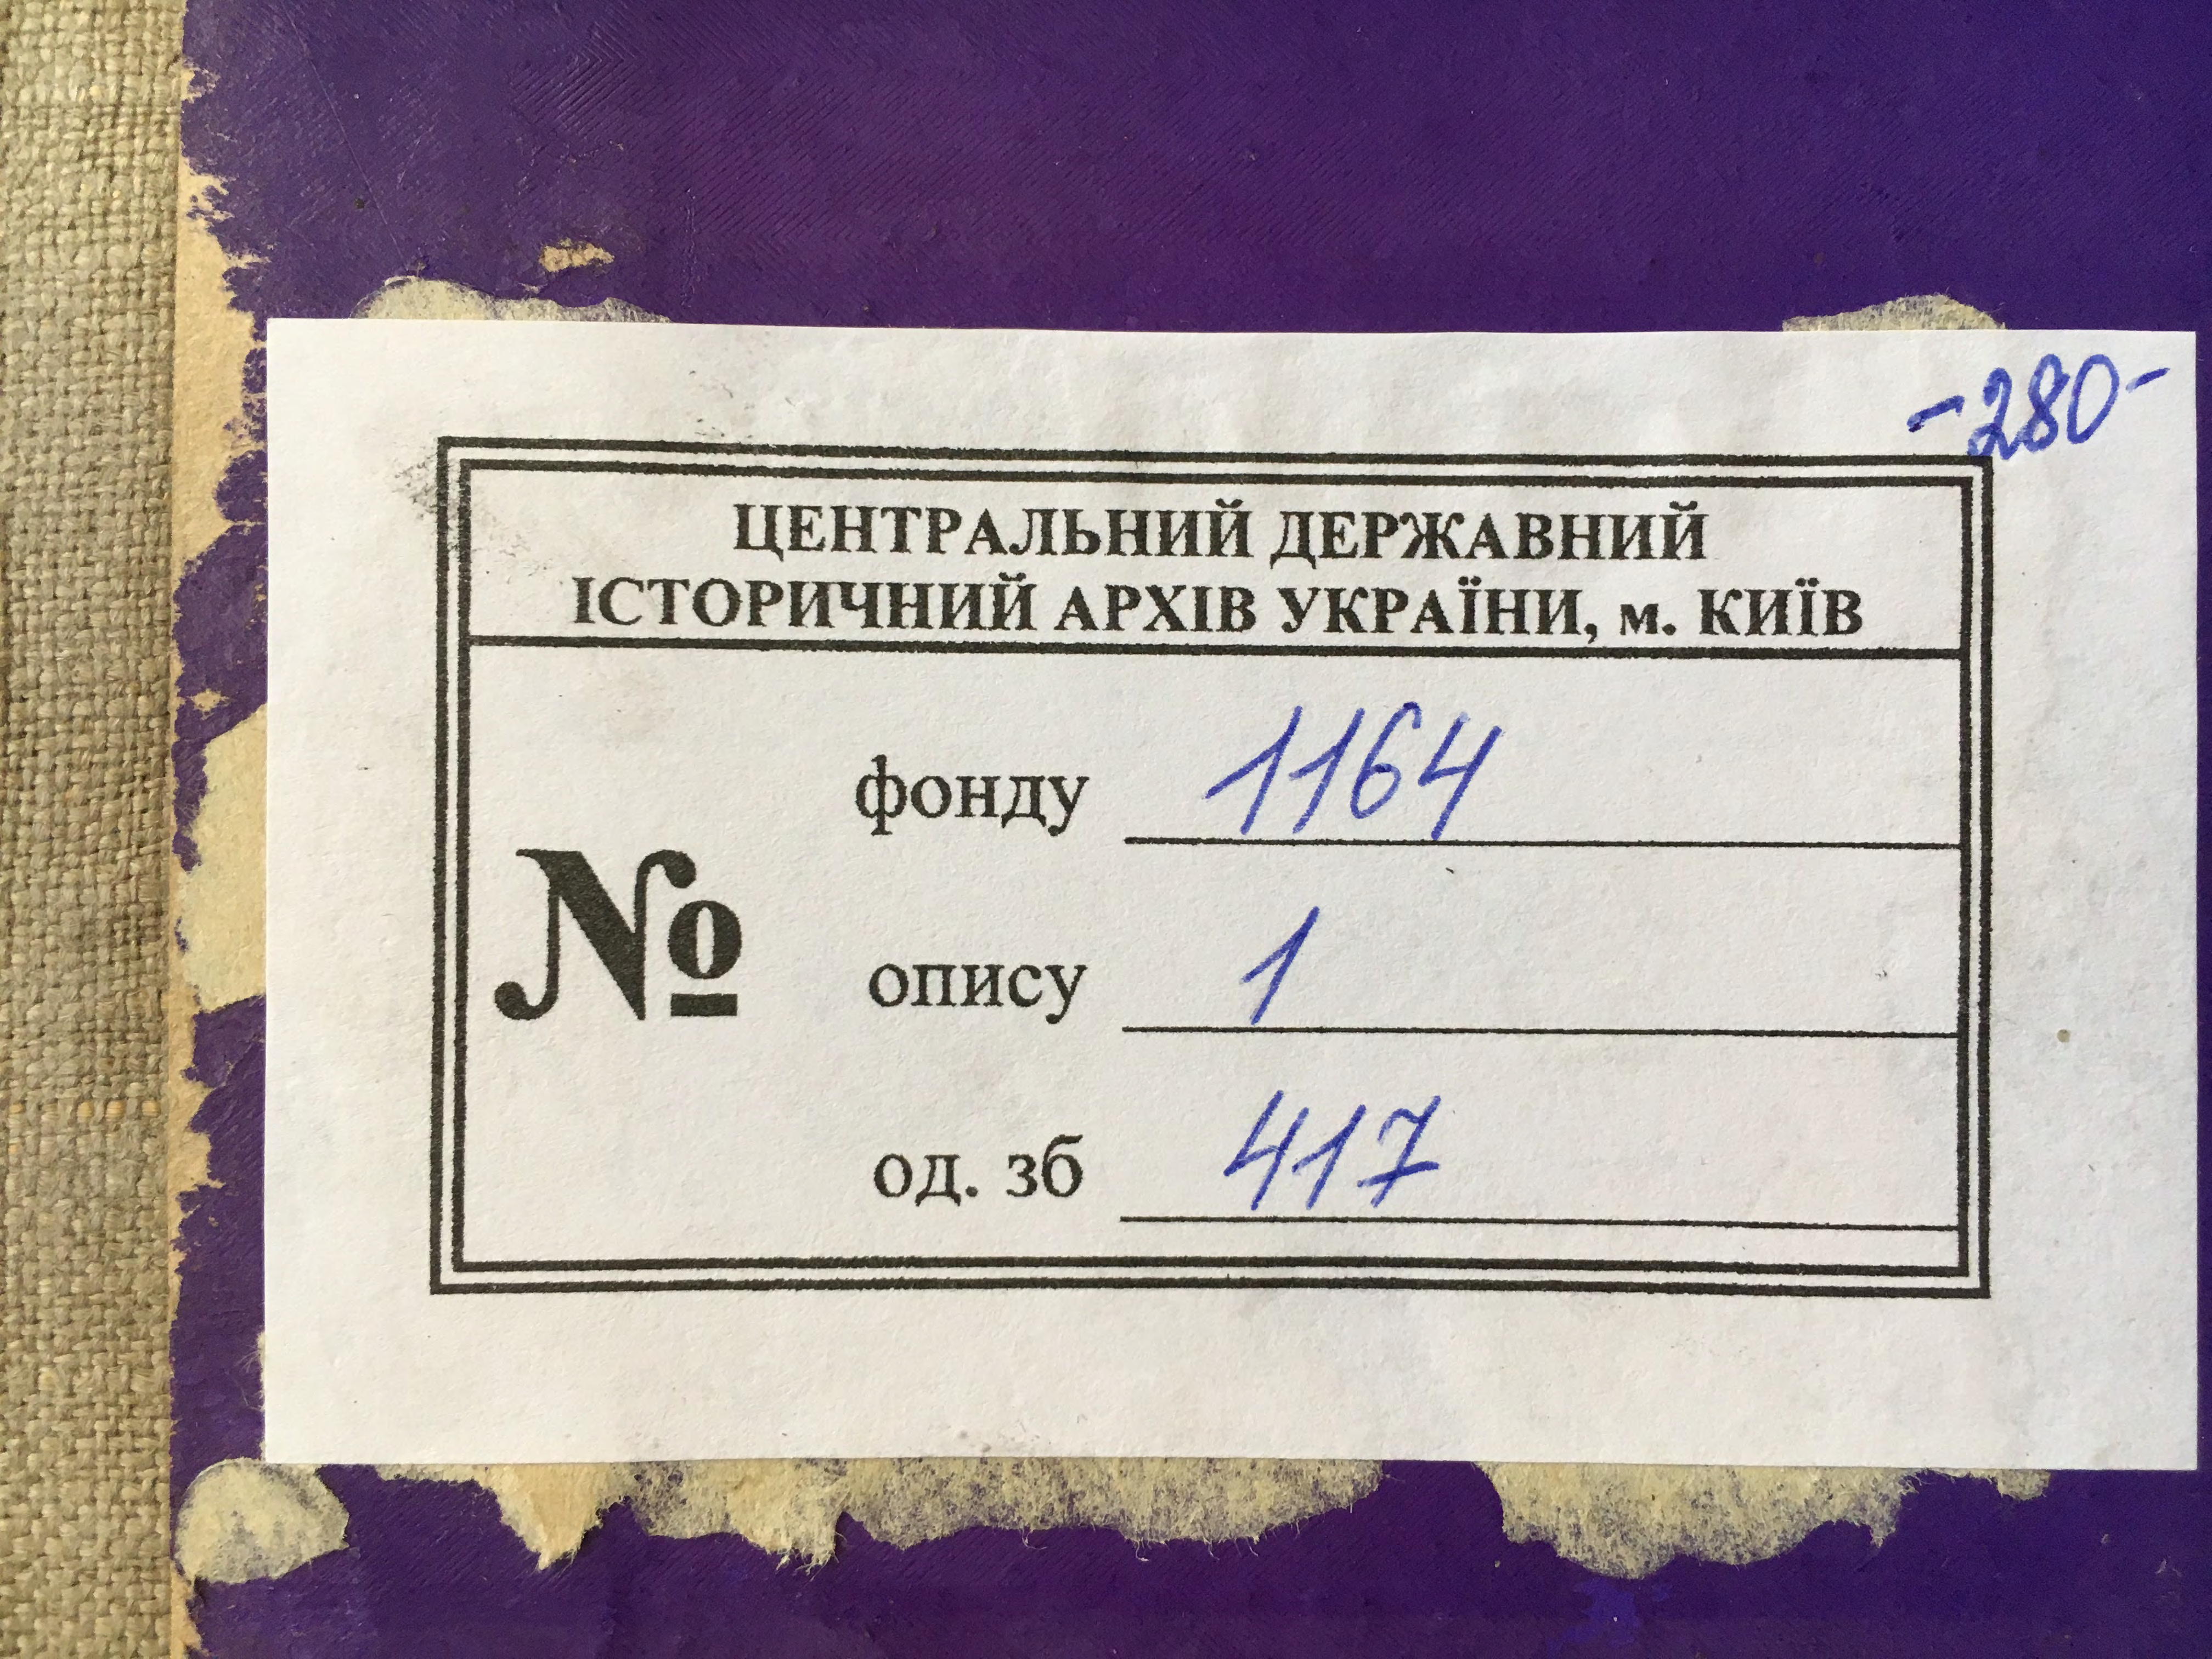 -280-
ЦЕНТРАЛЬНИЙ ДЕРЖАВНИЙ
ІСТОРИЧНИЙ АРХІВ УКРАЇНИ, м. КИЇВ
№
фонду 1164
опису 1
од. зб 417